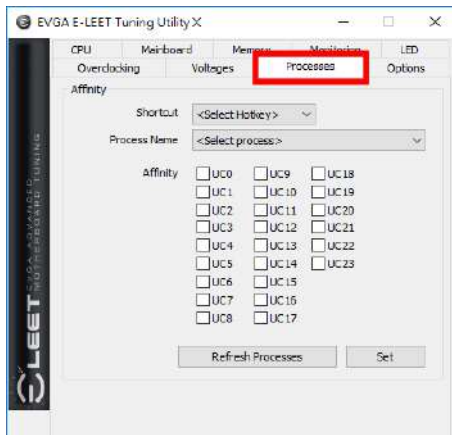 EVGA E-LEET Tuning Utility X
CPU Mainboard Memory Monitoring LED
Overclocking Voltages Processes Options
Affinity
Shortcut <Select Hotkey>
Process Name <Select process>
Affinity UC0 UC9 UC18
UC1 UC10 UC19
UC2 UC11 UC20
UC3 UC12 UC21
UC4 UC13 UC22
UC5 UC14 UC23
UC6 UC15
UC7 UC16
UC8 UC17
Refresh Processes Set
ELEET EVGA ADVANCED
MOTHERBOARD TUNING